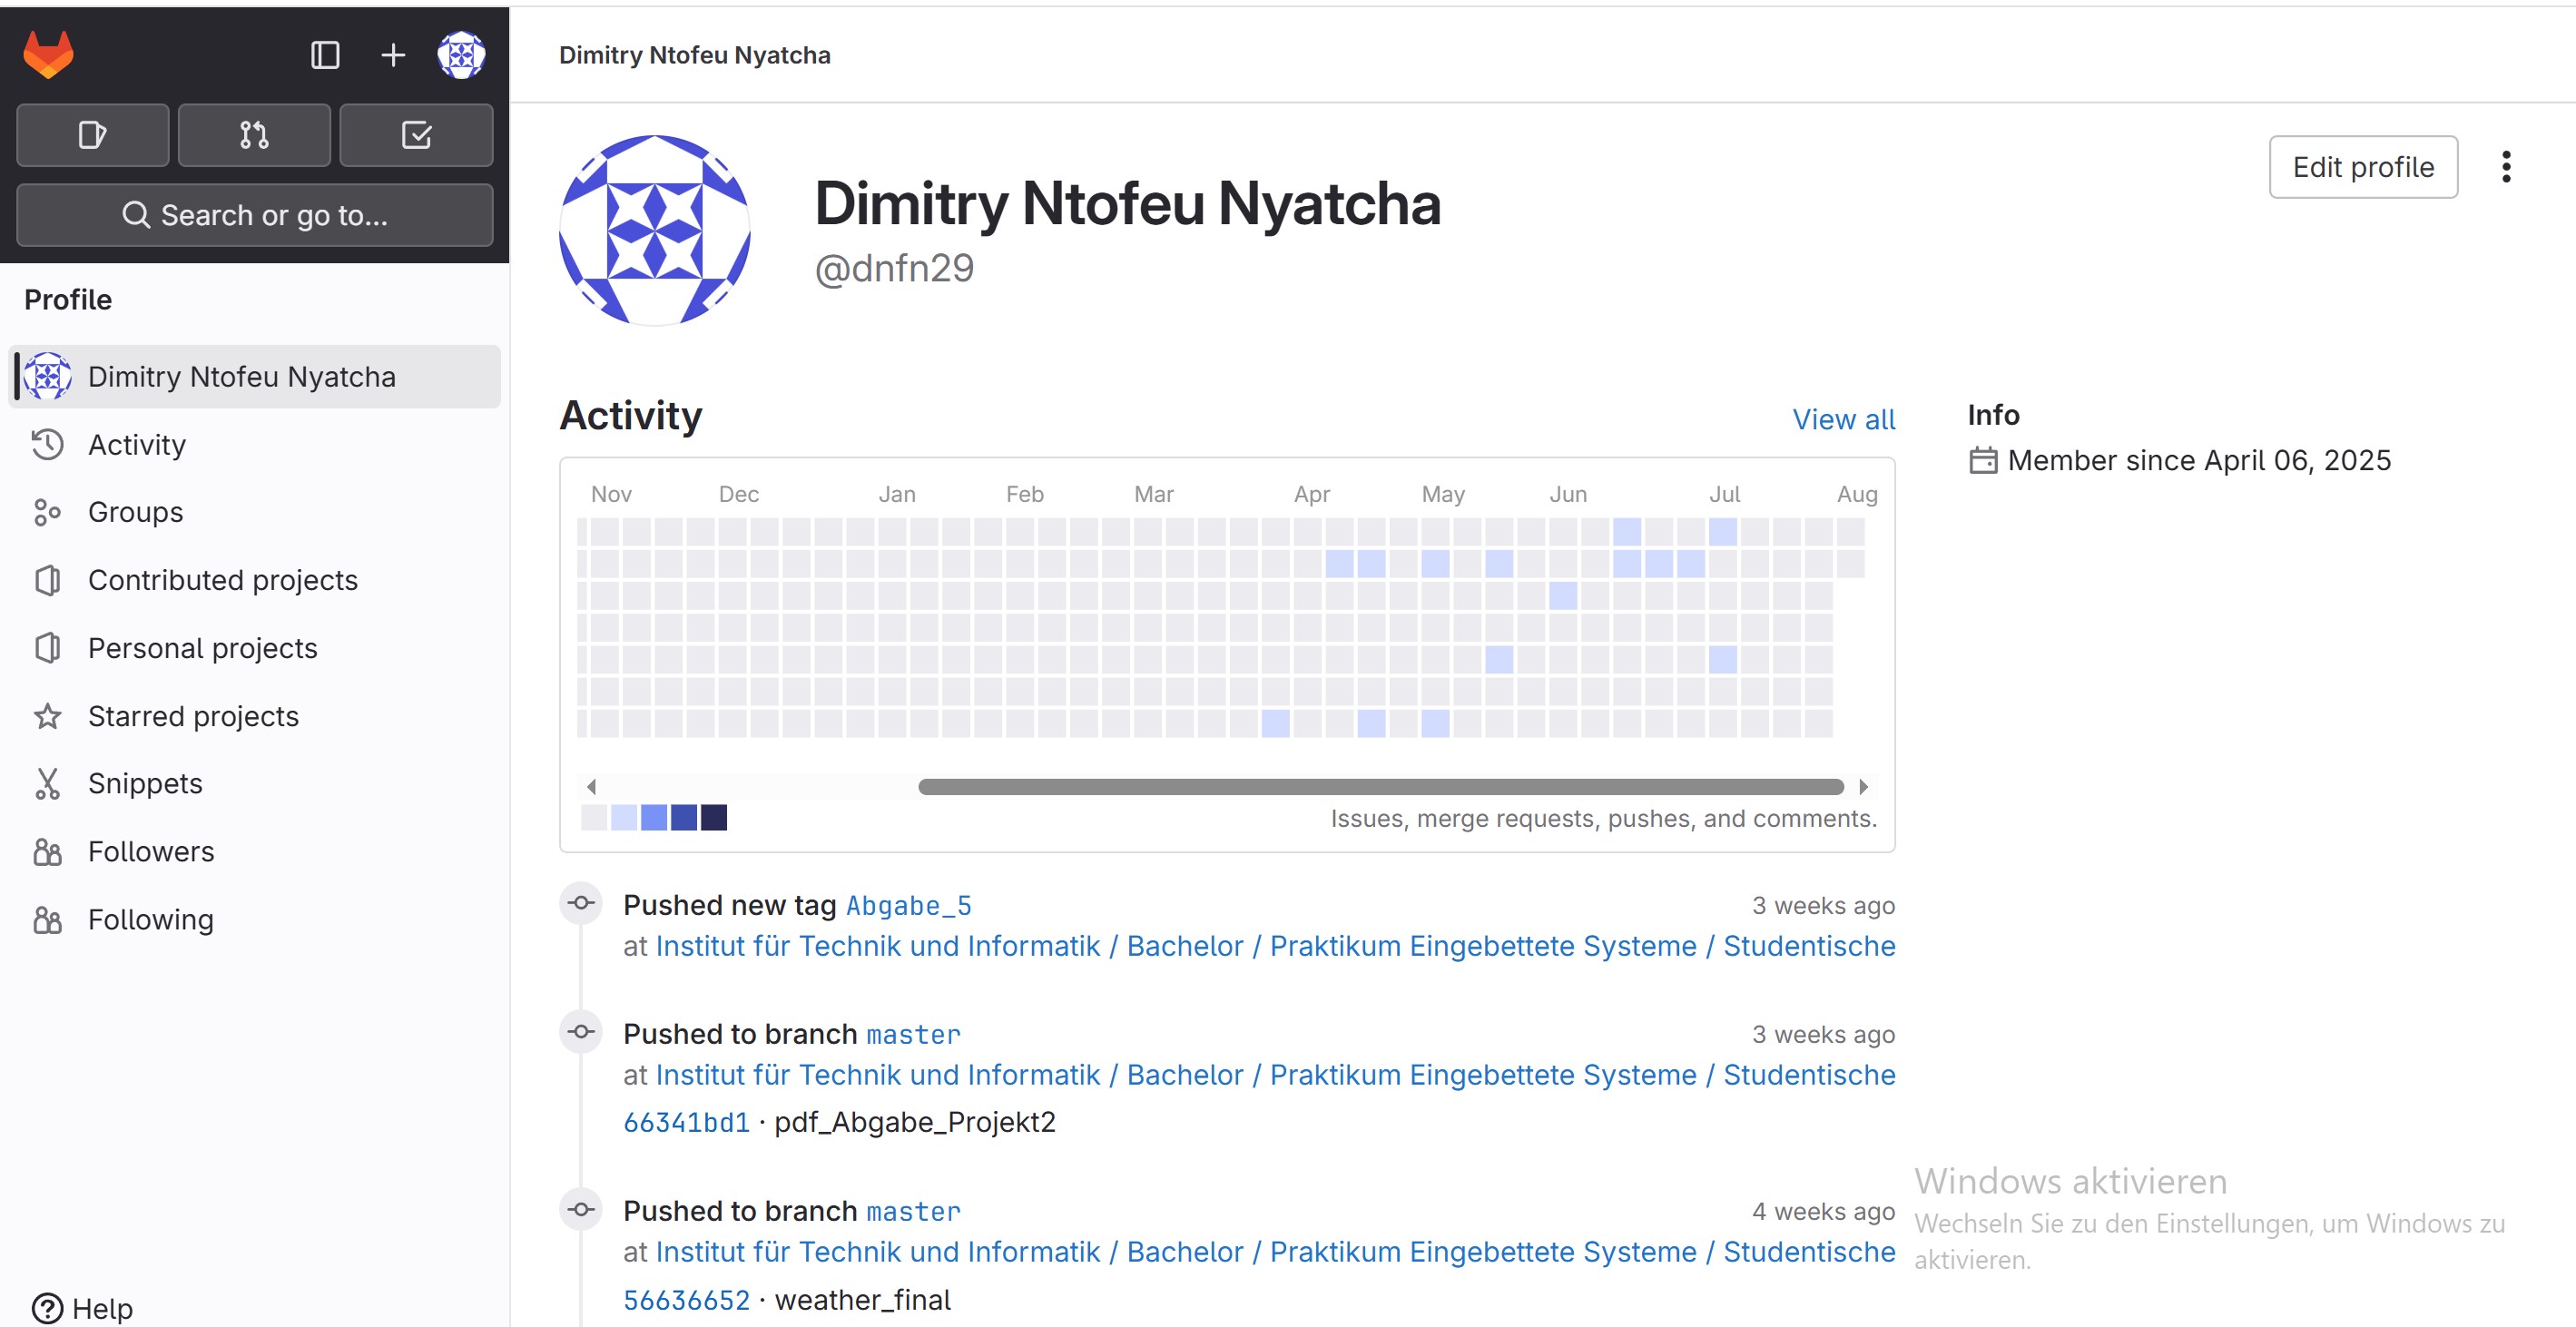 Dimitry Ntofeu Nyatcha
Search or go to...
Profile
Dimitry Ntofeu Nyatcha
Activity
Groups
Contributed projects
Personal projects
Starred projects
Snippets
Followers
Following
Help
Dimitry Ntofeu Nyatcha
@dnfn29
Edit profile
Activity
View all
Nov Dec Jan Feb Mar Apr May Jun Jul Aug
Issues, merge requests, pushes, and comments.
Info
Member since April 06, 2025
Pushed new tag Abgabe_5 3 weeks ago
at Institut für Technik und Informatik / Bachelor / Praktikum Eingebettete Systeme / Studentische
Pushed to branch master 3 weeks ago
at Institut für Technik und Informatik / Bachelor / Praktikum Eingebettete Systeme / Studentische
66341bd1 · pdf_Abgabe_Projekt2
Pushed to branch master 4 weeks ago
at Institut für Technik und Informatik / Bachelor / Praktikum Eingebettete Systeme / Studentische
56636652 · weather_final
Windows aktivieren
Wechseln Sie zu den Einstellungen, um Windows zu
aktivieren.